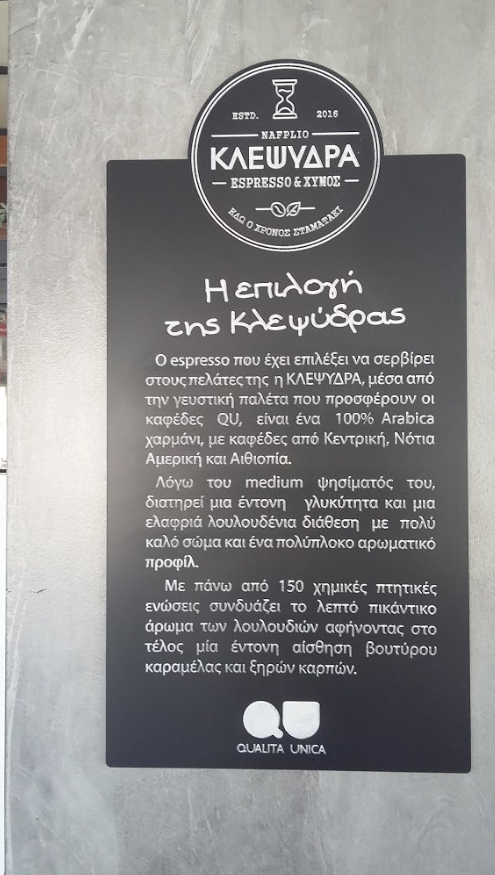 ESTD. 2016
NAFPLIO
ΚΛΕΨΥΔΡΑ
ESPRESSO & ΧΥΜΟΣ
ΕΔΩ Ο ΧΡΟΝΟΣ ΣΤΑΜΑΤΑΕΙ
Η επιλογή
της Κλεψύδρας
Ο espresso που έχει επιλέξει να σερβίρει
στους πελάτες της η ΚΛΕΨΥΔΡΑ, μέσα από
την γευστική παλέτα που προσφέρουν οι
καφέδες QU, είναι ένα 100% Arabica
χαρμάνι, με καφέδες από Κεντρική, Νότια
Αμερική και Αιθιοπία.
Λόγω του medium ψησίματός του,
διατηρεί μια έντονη γλυκύτητα και μια
ελαφριά λουλουδένια διάθεση με πολύ
καλό σώμα και ένα πολύπλοκο αρωματικό
προφίλ.
Με πάνω από 150 χημικές πτητικές
ενώσεις συνδυάζει το λεπτό πικάντικο
άρωμα των λουλουδιών αφήνοντας στο
τέλος μία έντονη αίσθηση βουτύρου
καραμέλας και ξηρών καρπών.
QU
QUALITA UNICA